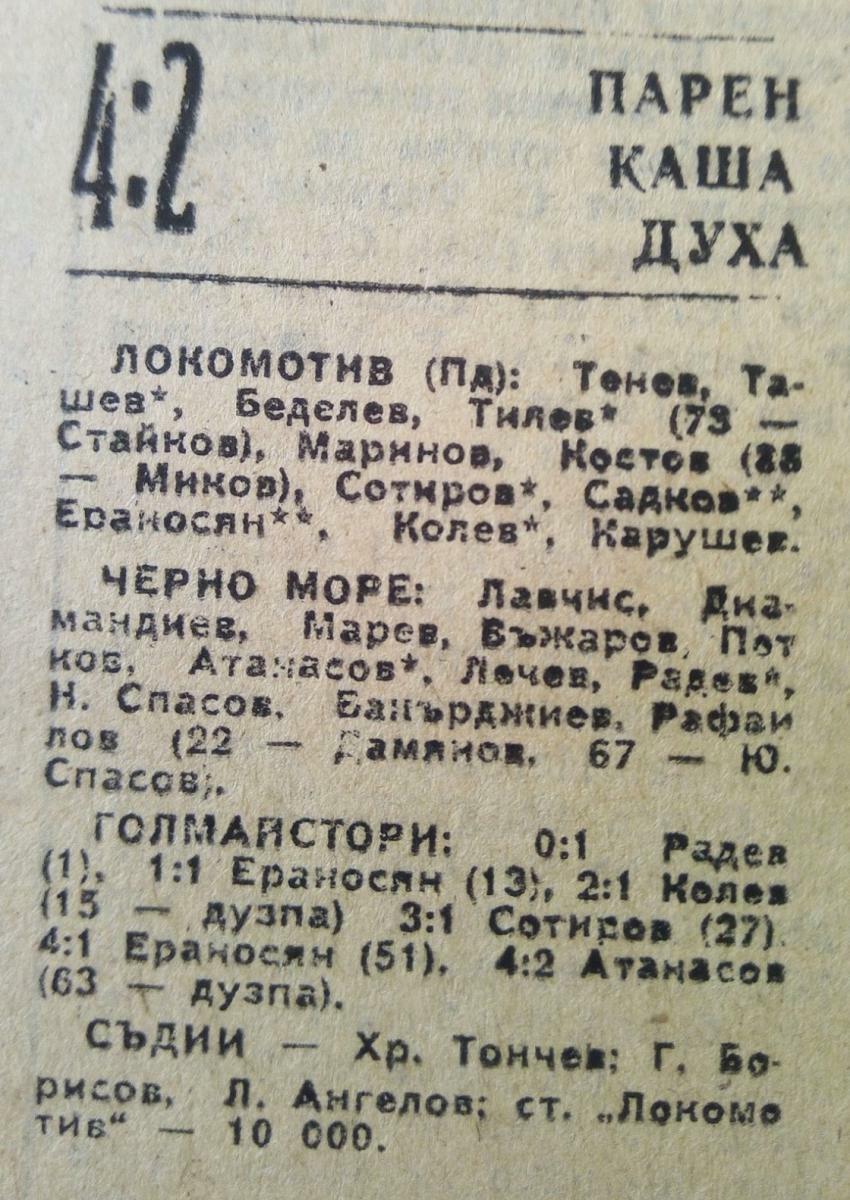 4:2
ПАРЕН
КАША
ДУХА
ЛОКОМОТИВ (Пд): Тенев, Та-
шев*, Беделев, Тилев* (73 —
Стайков), Маринов, Костов (88
— Миков), Сотиров*, Садков**,
Ераносян**, Колев*, Карушев.
ЧЕРНО МОРЕ: Лавчис, Диа-
мандиев, Марев, Бъжаров, Пет
ков, Атанасов*, Лечев, Радев*,
Н. Спасов, Банърджиев, Рафаи
лов (22 — Дамянов, 67 — Ю.
Спасов).
ГОЛМАЙСТОРИ: 0:1 Радев
(1), 1:1 Ераносян (13), 2:1 Колев
(15 — дузпа) 3:1 Сотиров (27).
4:1 Ераносян (51), 4:2 Атанасов
(63 — дузпа).
СЪДИИ — Хр. Тончев; Г. Бо-
рисов, Л. Ангелов; ст. „Локомо
тив“ — 10 000.